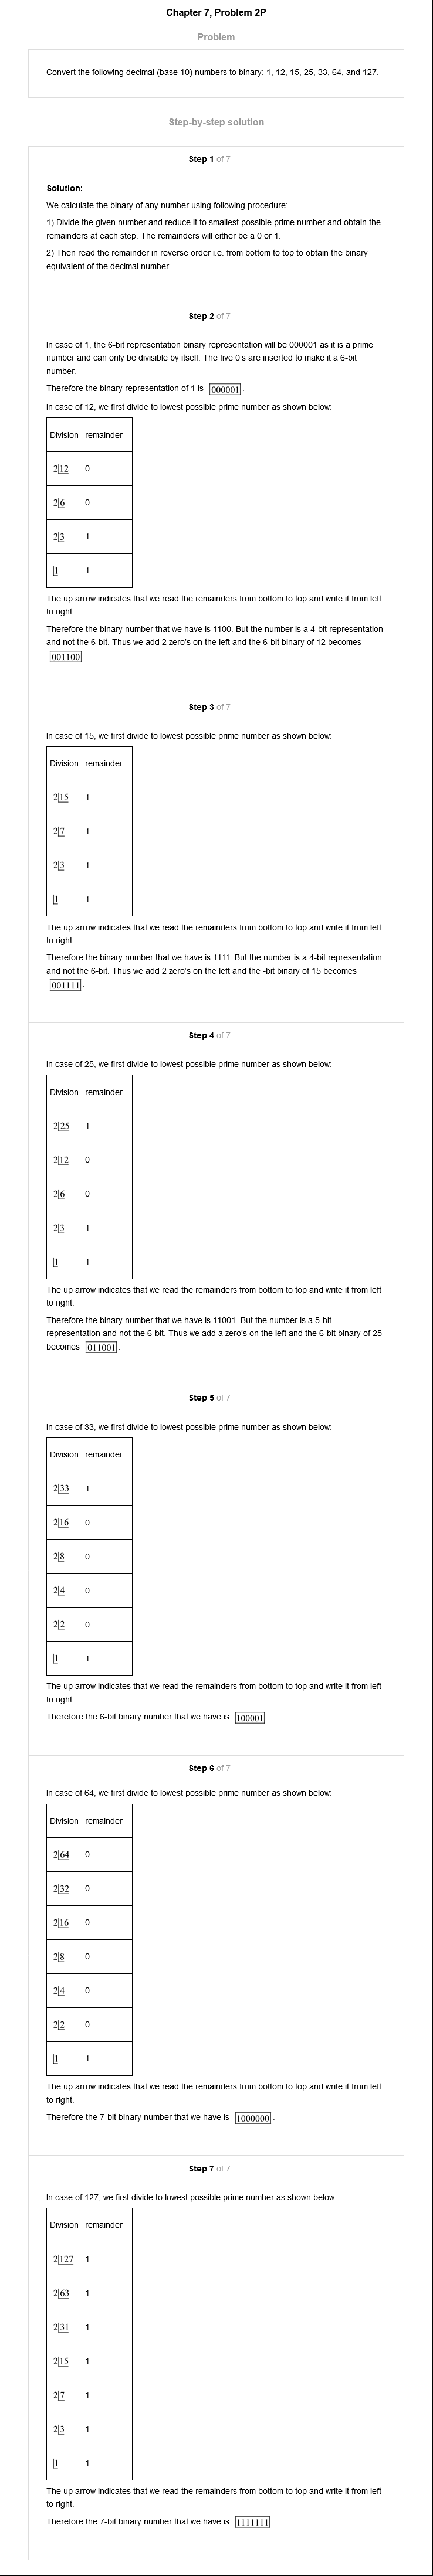 Chapter 7, Problem 2P
Problem
Convert the following decimal (base 10) numbers to binary: 1, 12, 15, 25, 33, 64, and 127.
Step-by-step solution
Step 1 of 7
Solution:
We calculate the binary of any number using following procedure:
1) Divide the given number and reduce it to smallest possible prime number and obtain the
remainders at each step. The remainders will either be a 0 or 1.
2) Then read the remainder in reverse order i.e. from bottom to top to obtain the binary
equivalent of the decimal number.
Step 2 of 7
In case of 1, the 6-bit representation binary representation will be 000001 as it is a prime
number and can only be divisible by itself. The five 0's are inserted to make it a 6-bit
number.
Therefore the binary representation of 1 is 000001.
In case of 12, we first divide to lowest possible prime number as shown below:
Division remainder
2|12 0
2|6 0
2|3 1
|1 1
The up arrow indicates that we read the remainders from bottom to top and write it from left
to right.
Therefore the binary number that we have is 1100. But the number is a 4-bit representation
and not the 6-bit. Thus we add 2 zero's on the left and the 6-bit binary of 12 becomes
001100.
Step 3 of 7
In case of 15, we first divide to lowest possible prime number as shown below:
Division remainder
2|15 1
2|7 1
2|3 1
|1 1
The up arrow indicates that we read the remainders from bottom to top and write it from left
to right.
Therefore the binary number that we have is 1111. But the number is a 4-bit representation
and not the 6-bit. Thus we add 2 zero's on the left and the -bit binary of 15 becomes
001111.
Step 4 of 7
In case of 25, we first divide to lowest possible prime number as shown below:
Division remainder
2|25 1
2|12 0
2|6 0
2|3 1
|1 1
The up arrow indicates that we read the remainders from bottom to top and write it from left
to right.
Therefore the binary number that we have is 11001. But the number is a 5-bit
representation and not the 6-bit. Thus we add a zero's on the left and the 6-bit binary of 25
becomes 011001.
Step 5 of 7
In case of 33, we first divide to lowest possible prime number as shown below:
Division remainder
2|33 1
2|16 0
2|8 0
2|4 0
2|2 0
|1 1
The up arrow indicates that we read the remainders from bottom to top and write it from left
to right.
Therefore the 6-bit binary number that we have is 100001.
Step 6 of 7
In case of 64, we first divide to lowest possible prime number as shown below:
Division remainder
2|64 0
2|32 0
2|16 0
2|8 0
2|4 0
2|2 0
|1 1
The up arrow indicates that we read the remainders from bottom to top and write it from left
to right.
Therefore the 7-bit binary number that we have is 1000000.
Step 7 of 7
In case of 127, we first divide to lowest possible prime number as shown below:
Division remainder
2|127 1
2|63 1
2|31 1
2|15 1
2|7 1
2|3 1
|1 1
The up arrow indicates that we read the remainders from bottom to top and write it from left
to right.
Therefore the 7-bit binary number that we have is 1111111.